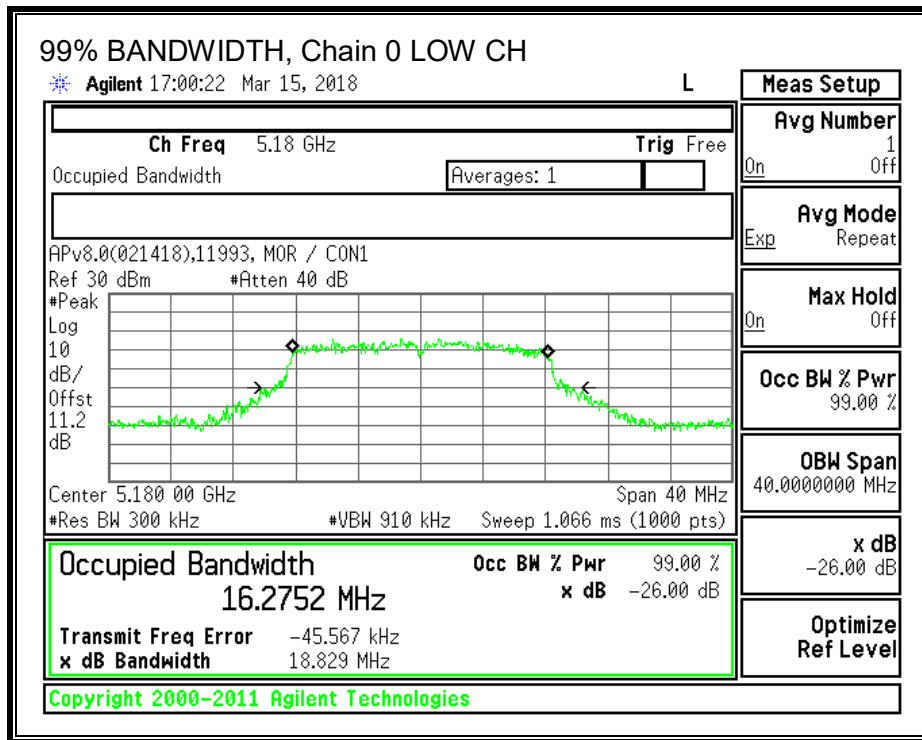 99% BANDWIDTH, Chain 0 LOW CH
Agilent 17:00:22 Mar 15, 2018 L
Ch Freq 5.18 GHz Trig Free
Occupied Bandwidth Averages: 1
APv8.0(021418),11993, MOR / CON1
Ref 30 dBm #Atten 40 dB
#Peak
Log
10
dB/
Offst
11.2
dB
Center 5.180 00 GHz Span 40 MHz
#Res BW 300 kHz #VBW 910 kHz Sweep 1.066 ms (1000 pts)
Occupied Bandwidth Occ BW % Pwr 99.00 %
16.2752 MHz x dB -26.00 dB
Transmit Freq Error -45.567 kHz
x dB Bandwidth 18.829 MHz
Copyright 2000-2011 Agilent Technologies
Meas Setup
Avg Number
1
On Off
Avg Mode
Exp Repeat
Max Hold
On Off
Occ BW % Pwr
99.00 %
OBW Span
40.0000000 MHz
x dB
-26.00 dB
Optimize
Ref Level